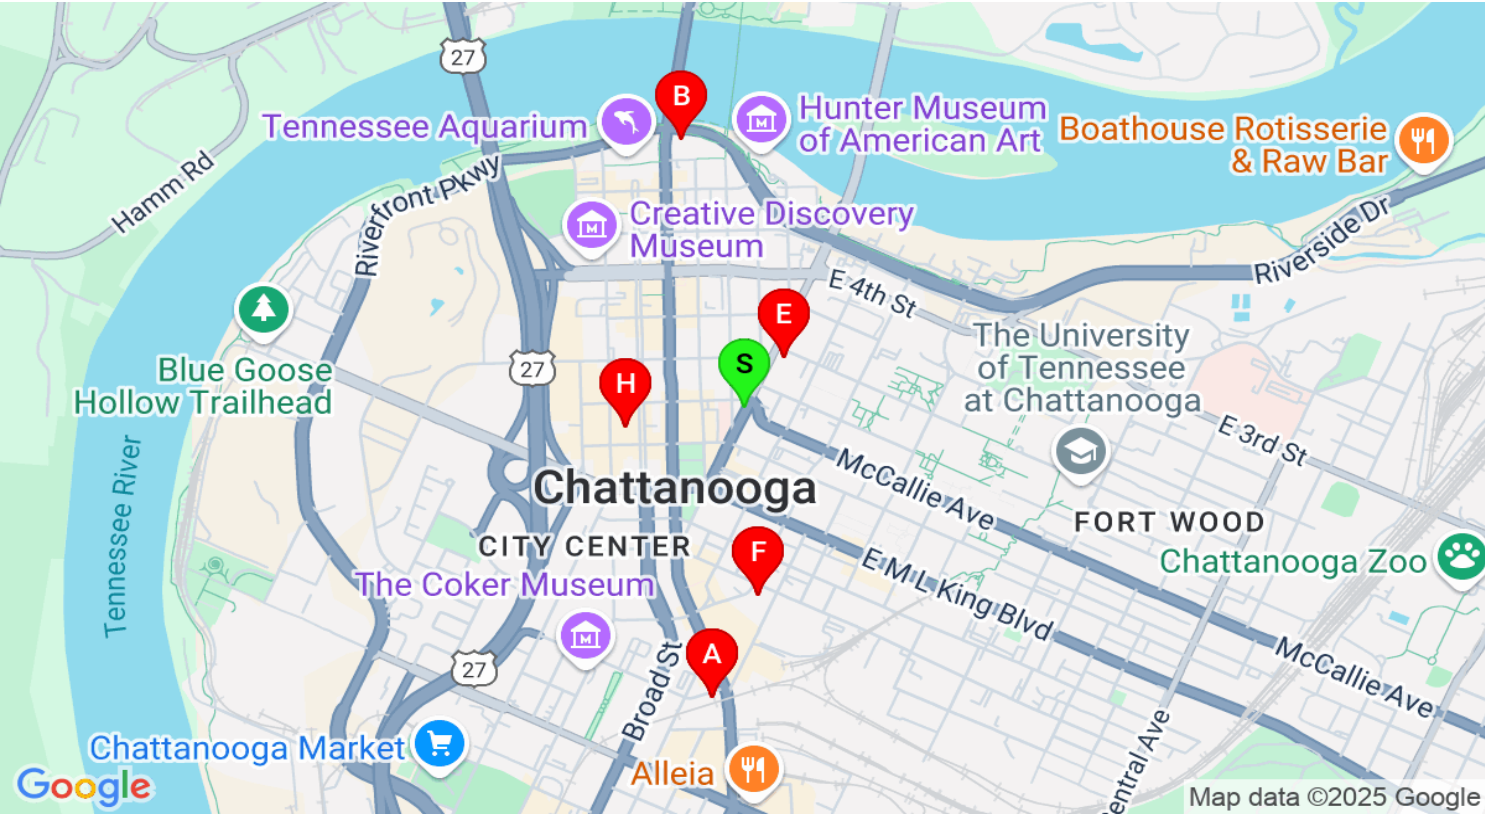 27
B
Tennessee Aquarium
Hunter Museum
of American Art
Boathouse Rotisserie
& Raw Bar
Hamm Rd
Riverfront Pkwy
Creative Discovery
Museum
Riverside Dr
E 4th St
E
The University
of Tennessee
at Chattanooga
Blue Goose
Hollow Trailhead
27
H
S
E 3rd St
McCallie Ave
Chattanooga
FORT WOOD
Tennessee River
CITY CENTER
F
Chattanooga Zoo
The Coker Museum
E M L King Blvd
A
27
Broad St
McCallie Ave
Chattanooga Market
Alleia
Central Ave
Google
Map data ©2025 Google